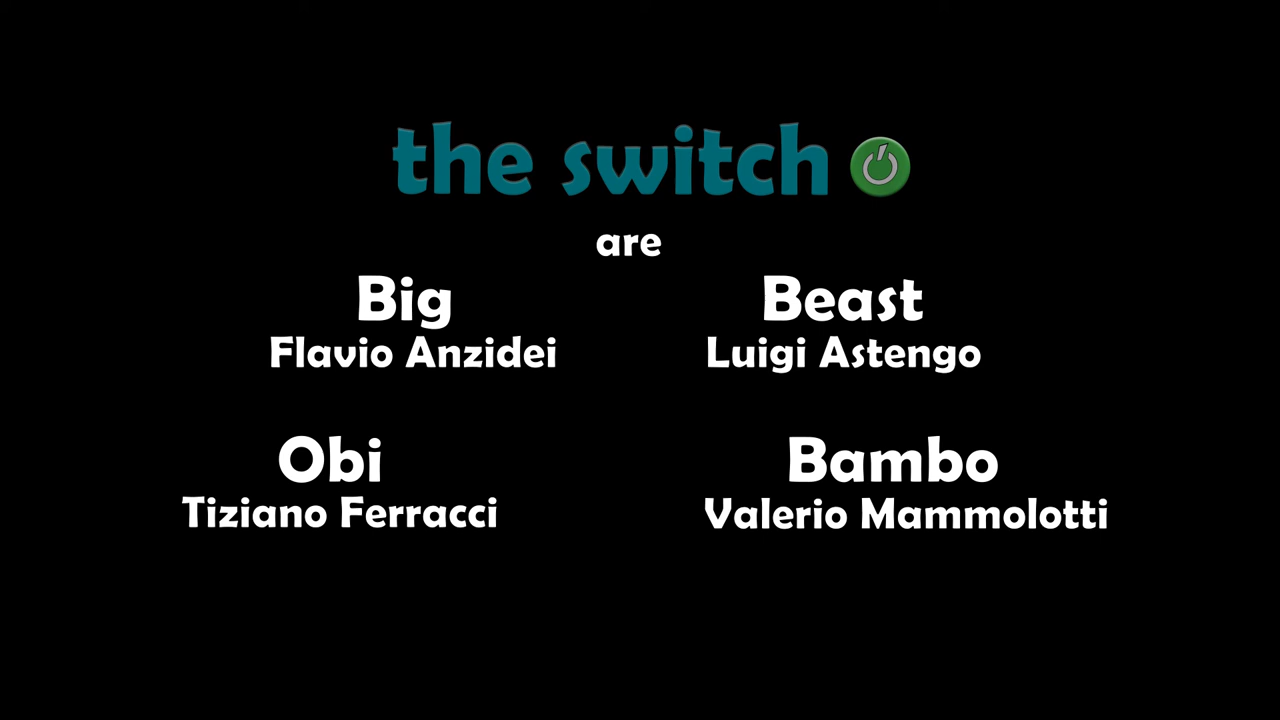 the switch
are
Big
Flavio Anzidei
Beast
Luigi Astengo
Obi
Tiziano Ferracci
Bambo
Valerio Mammolotti